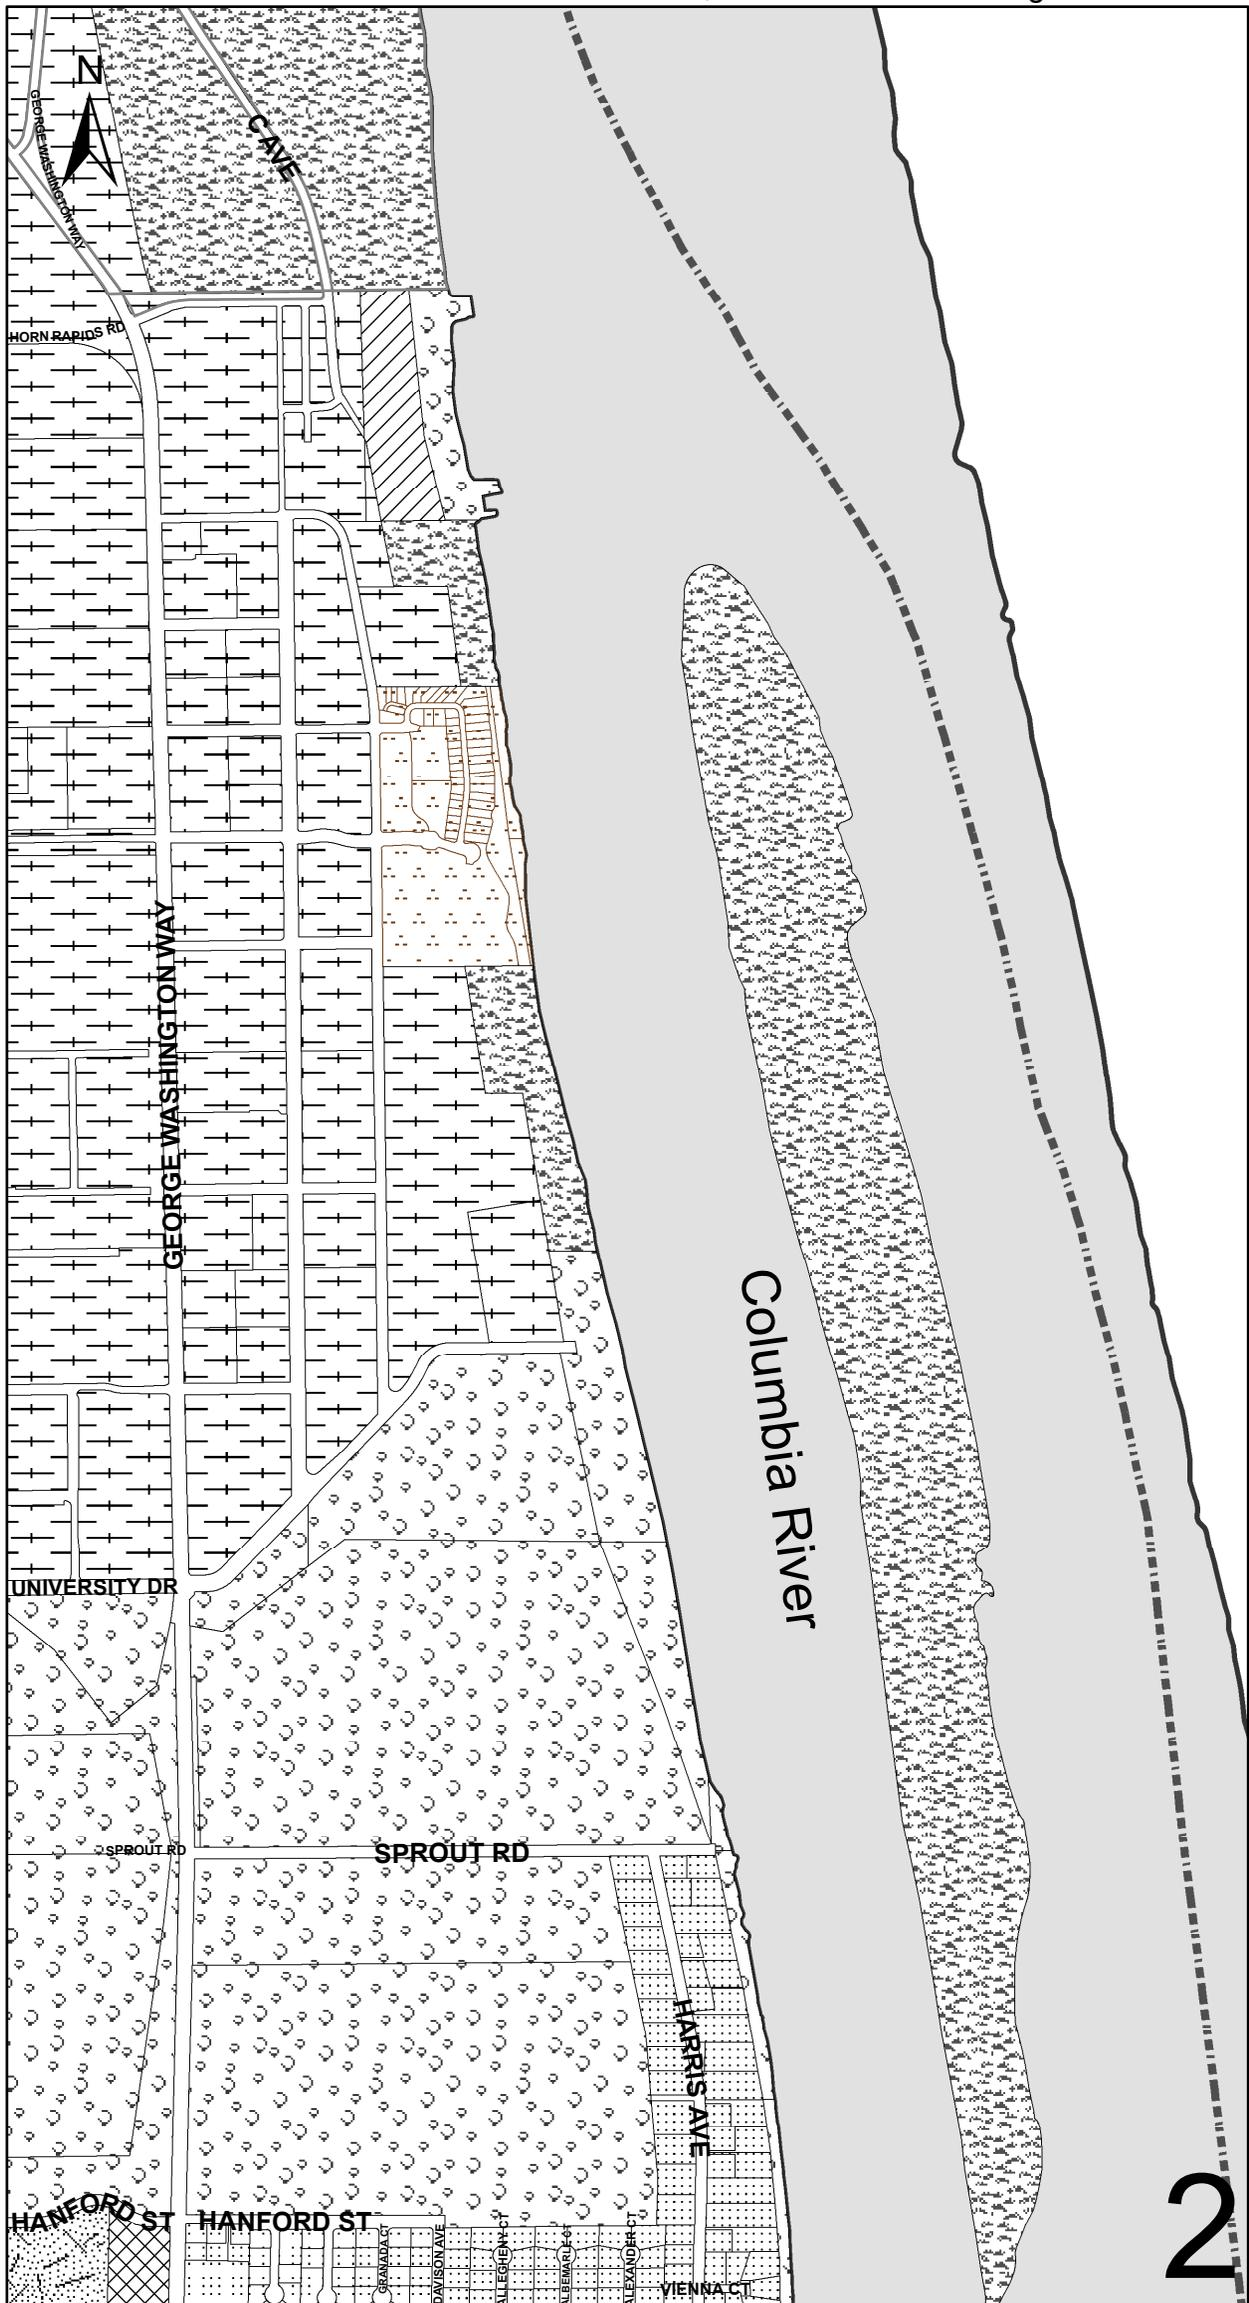 N
GEORGE WASHINGTON WAY
C AVE
HORN RAPIDS RD
GEORGE WASHINGTON WAY
Columbia River
UNIVERSITY DR
SPROUT RD
SPROUT RD
HARRIS AVE
HANFORD ST
HANFORD ST
GRANADA CT
DAVISON AVE
ALLEGHENY CT
ALBEMARLE CT
ALEXANDER CT
VIENNA CT
2